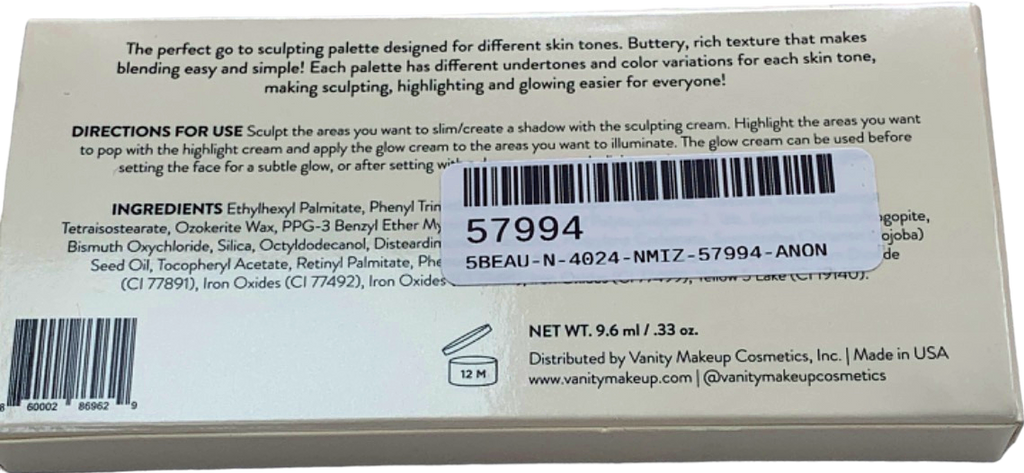 The perfect go to sculpting palette designed for different skin tones. Buttery, rich texture that makes
blending easy and simple! Each palette has different undertones and color variations for each skin tone,
making sculpting, highlighting and glowing easier for everyone!
DIRECTIONS FOR USE Sculpt the areas you want to slim/create a shadow with the sculpting cream. Highlight the areas you want
to pop with the highlight cream and apply the glow cream to the areas you want to illuminate. The glow cream can be used before
setting the face for a subtle glow, or after setting
INGREDIENTS Ethylhexyl Palmitate, Phenyl
Tetraisostearate, Ozokerite Wax, PPG-3 Benzyl Ether
Bismuth Oxychloride, Silica, Octyldodecanol,
Seed Oil, Tocopheryl Acetate, Retinyl Palmitate,
(CI 77891), Iron Oxides (CI 77492), Iron Oxides
57994
5BEAU-N-4024-NMIZ-57994-ANON
8 60002 86962 9
12 M
NET WT. 9.6 ml / .33 oz.
Distributed by Vanity Makeup Cosmetics, Inc. | Made in USA
www.vanitymakeup.com | @vanitymakeupcosmetics